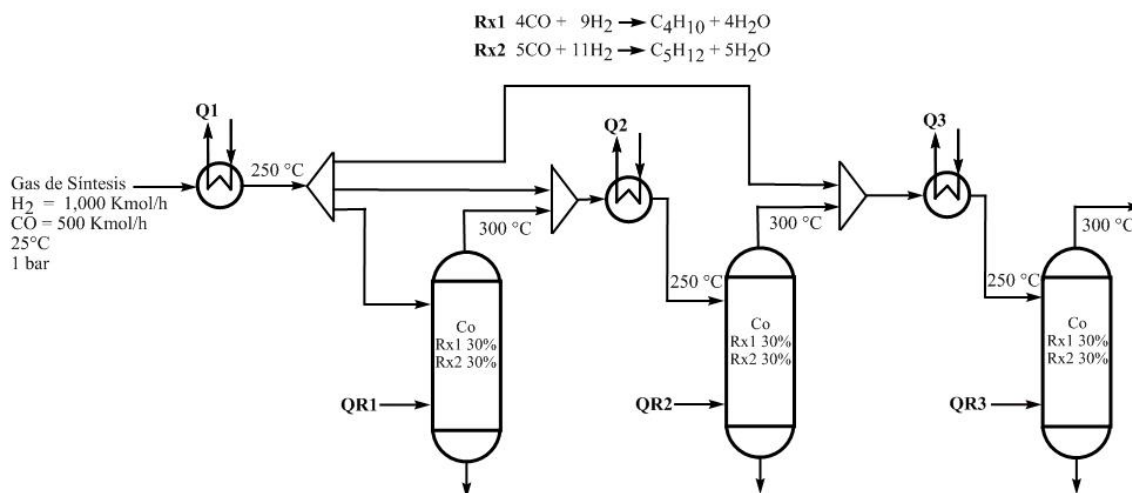 Rx1 4CO + 9H2 → C4H10 + 4H2O
Rx2 5CO + 11H2 → C5H12 + 5H2O
Q1
Q2
Q3
250 °C
Gas de Síntesis
H2 = 1,000 Kmol/h
CO = 500 Kmol/h
25°C
1 bar
300 °C
300 °C
300 °C
250 °C
250 °C
Co
Rx1 30%
Rx2 30%
Co
Rx1 30%
Rx2 30%
Co
Rx1 30%
Rx2 30%
QR1
QR2
QR3